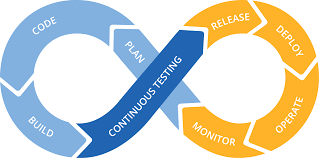 CODE
PLAN
BUILD
CONTINUOUS TESTING
RELEASE
DEPLOY
OPERATE
MONITOR